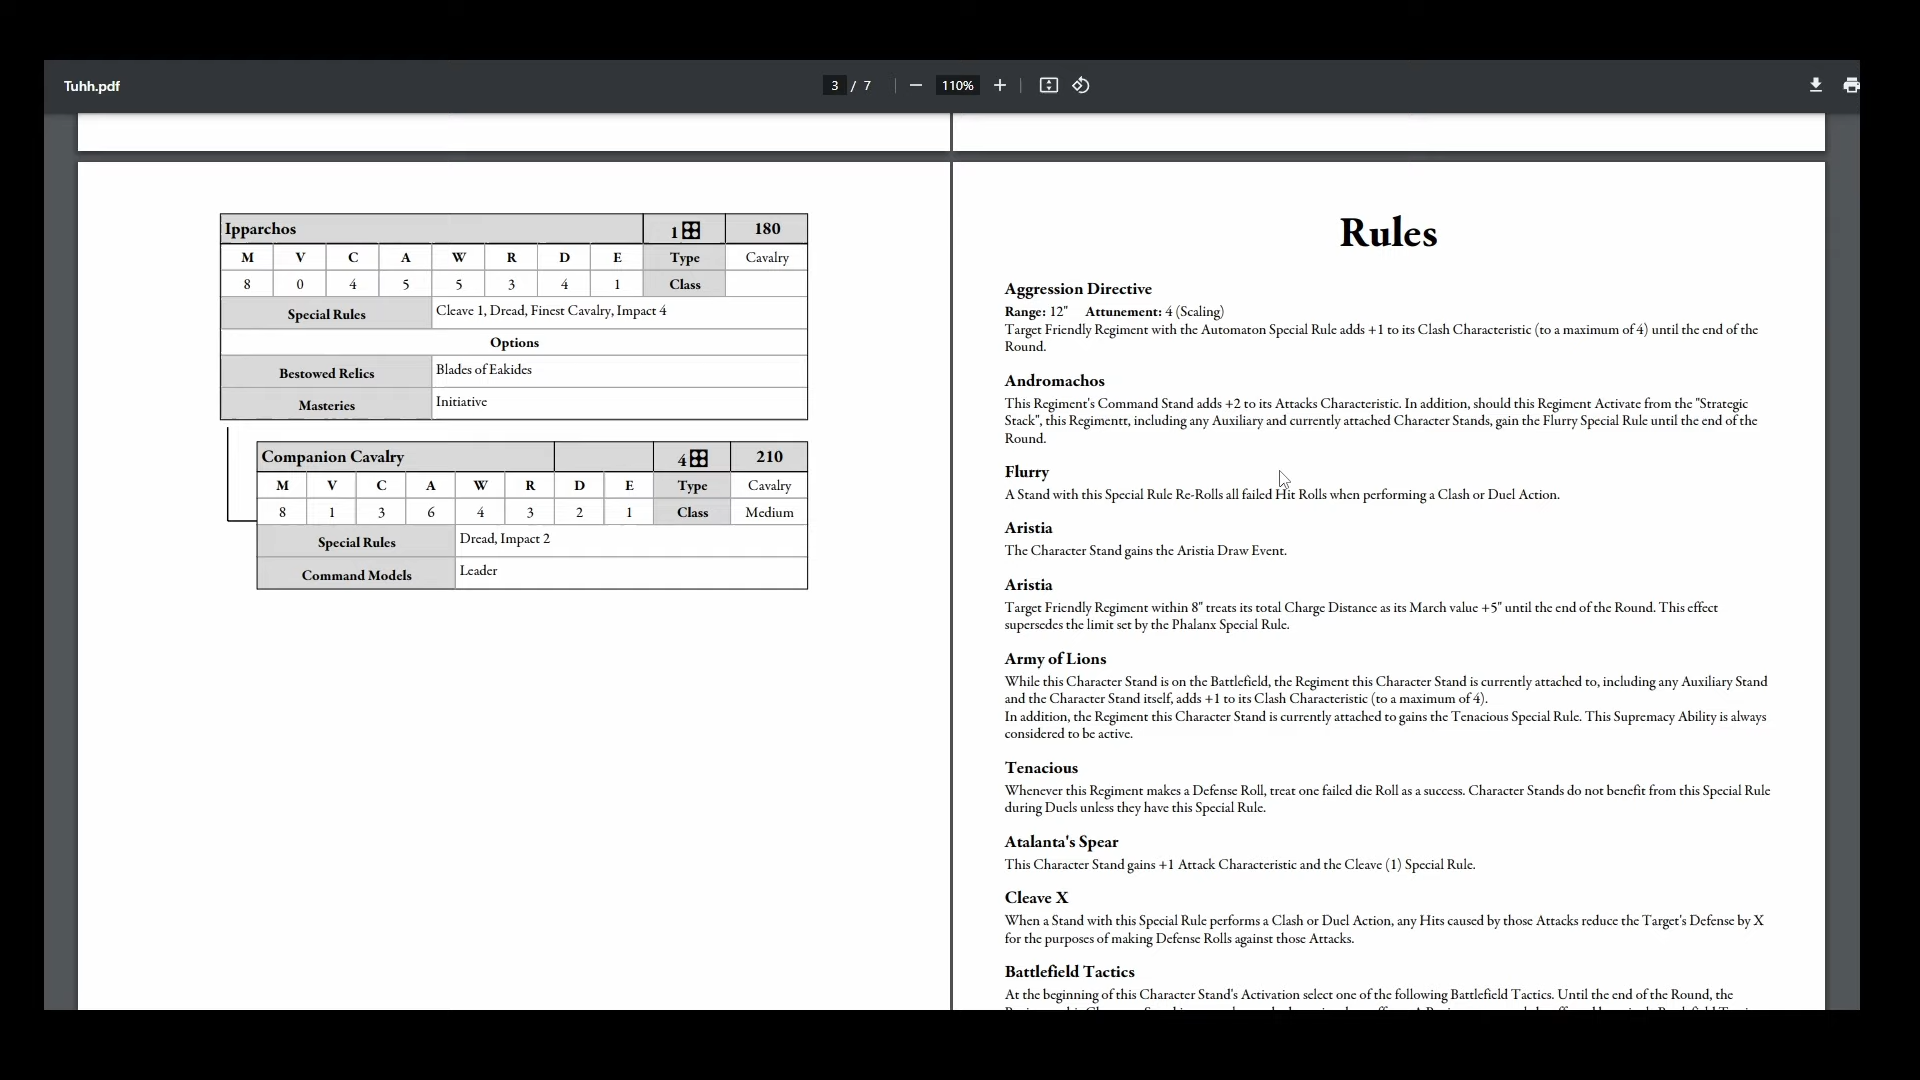 Tuhh.pdf
3 / 7
110%
Ipparchos 1 180
M V C A W R D E Type Cavalry
8 0 4 5 5 3 4 1 Class
Special Rules Cleave 1, Dread, Finest Cavalry, Impact 4
Options
Bestowed Relics Blades of Eakides
Masteries Initiative
Companion Cavalry 4 210
M V C A W R D E Type Cavalry
8 1 3 6 4 3 2 1 Class Medium
Special Rules Dread, Impact 2
Command Models Leader
Rules
Aggression Directive
Range: 12" Attunement: 4 (Scaling)
Target Friendly Regiment with the Automaton Special Rule adds +1 to its Clash Characteristic (to a maximum of 4) until the end of the
Round.
Andromachos
This Regiment's Command Stand adds +2 to its Attacks Characteristic. In addition, should this Regiment Activate from the "Strategic
Stack", this Regimentt, including any Auxiliary and currently attached Character Stands, gain the Flurry Special Rule until the end of the
Round.
Flurry
A Stand with this Special Rule Re-Rolls all failed Hit Rolls when performing a Clash or Duel Action.
Aristia
The Character Stand gains the Aristia Draw Event.
Aristia
Target Friendly Regiment within 8" treats its total Charge Distance as its March value +5" until the end of the Round. This effect
supersedes the limit set by the Phalanx Special Rule.
Army of Lions
While this Character Stand is on the Battlefield, the Regiment this Character Stand is currently attached to, including any Auxiliary Stand
and the Character Stand itself, adds +1 to its Clash Characteristic (to a maximum of 4).
In addition, the Regiment this Character Stand is currently attached to gains the Tenacious Special Rule. This Supremacy Ability is always
considered to be active.
Tenacious
Whenever this Regiment makes a Defense Roll, treat one failed die Roll as a success. Character Stands do not benefit from this Special Rule
during Duels unless they have this Special Rule.
Atalanta's Spear
This Character Stand gains +1 Attack Characteristic and the Cleave (1) Special Rule.
Cleave X
When a Stand with this Special Rule performs a Clash or Duel Action, any Hits caused by those Attacks reduce the Target's Defense by X
for the purposes of making Defense Rolls against those Attacks.
Battlefield Tactics
At the beginning of this Character Stand's Activation select one of the following Battlefield Tactics. Until the end of the Round, the